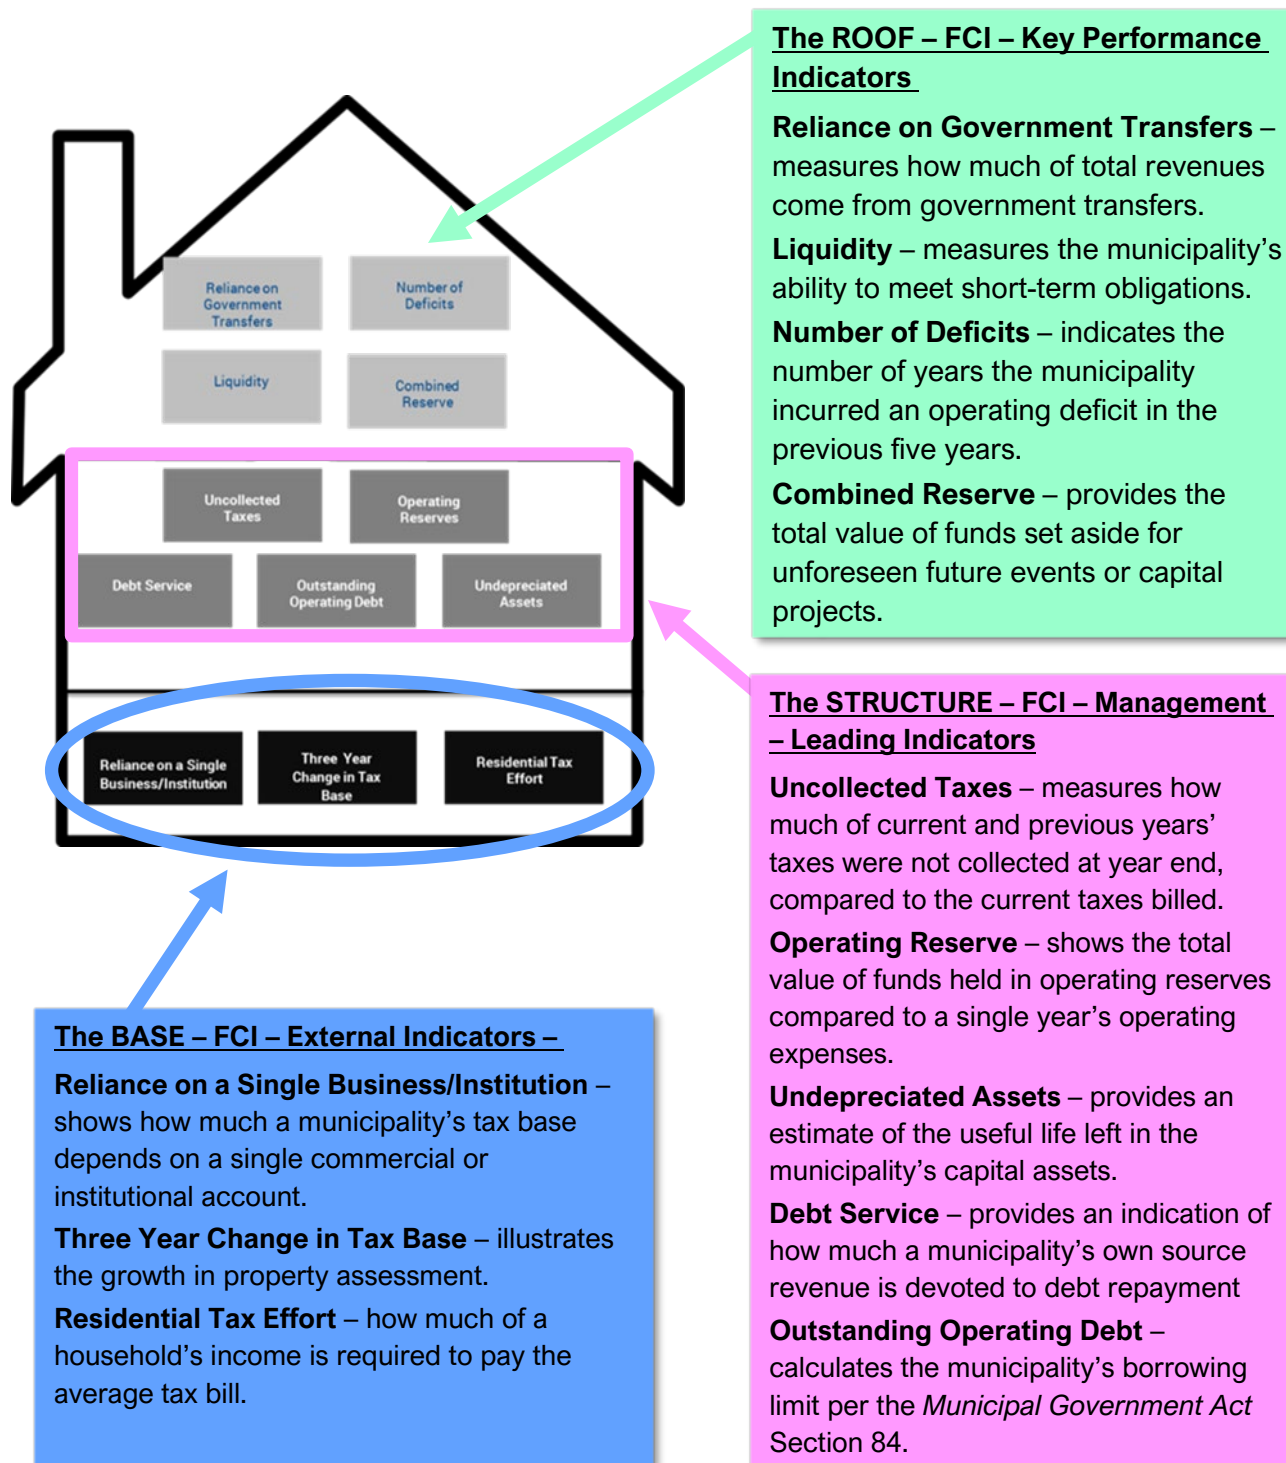 The ROOF – FCI – Key Performance
Indicators
Reliance on Government Transfers –
measures how much of total revenues
come from government transfers.
Liquidity – measures the municipality’s
ability to meet short-term obligations.
Number of Deficits – indicates the
number of years the municipality
incurred an operating deficit in the
previous five years.
Combined Reserve – provides the
total value of funds set aside for
unforeseen future events or capital
projects.
Reliance on
Government
Transfers
Number of
Deficits
Liquidity
Combined
Reserve
Uncollected
Taxes
Operating
Reserves
Debt Service
Outstanding
Operating Debt
Undepreciated
Assets
Reliance on a Single
Business/Institution
Three Year
Change in Tax
Base
Residential Tax
Effort
The STRUCTURE – FCI – Management
– Leading Indicators
Uncollected Taxes – measures how
much of current and previous years’
taxes were not collected at year end,
compared to the current taxes billed.
Operating Reserve – shows the total
value of funds held in operating reserves
compared to a single year’s operating
expenses.
Undepreciated Assets – provides an
estimate of the useful life left in the
municipality’s capital assets.
Debt Service – provides an indication of
how much a municipality’s own source
revenue is devoted to debt repayment
Outstanding Operating Debt –
calculates the municipality’s borrowing
limit per the Municipal Government Act
Section 84.
The BASE – FCI – External Indicators –
Reliance on a Single Business/Institution –
shows how much a municipality’s tax base
depends on a single commercial or
institutional account.
Three Year Change in Tax Base – illustrates
the growth in property assessment.
Residential Tax Effort – how much of a
household’s income is required to pay the
average tax bill.